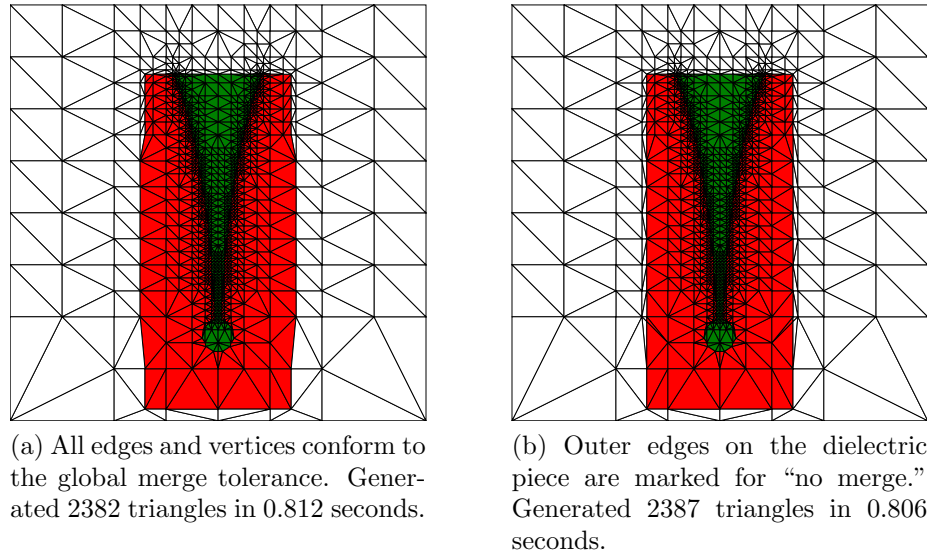 (a) All edges and vertices conform to
the global merge tolerance. Gener-
ated 2382 triangles in 0.812 seconds.
(b) Outer edges on the dielectric
piece are marked for “no merge.”
Generated 2387 triangles in 0.806
seconds.